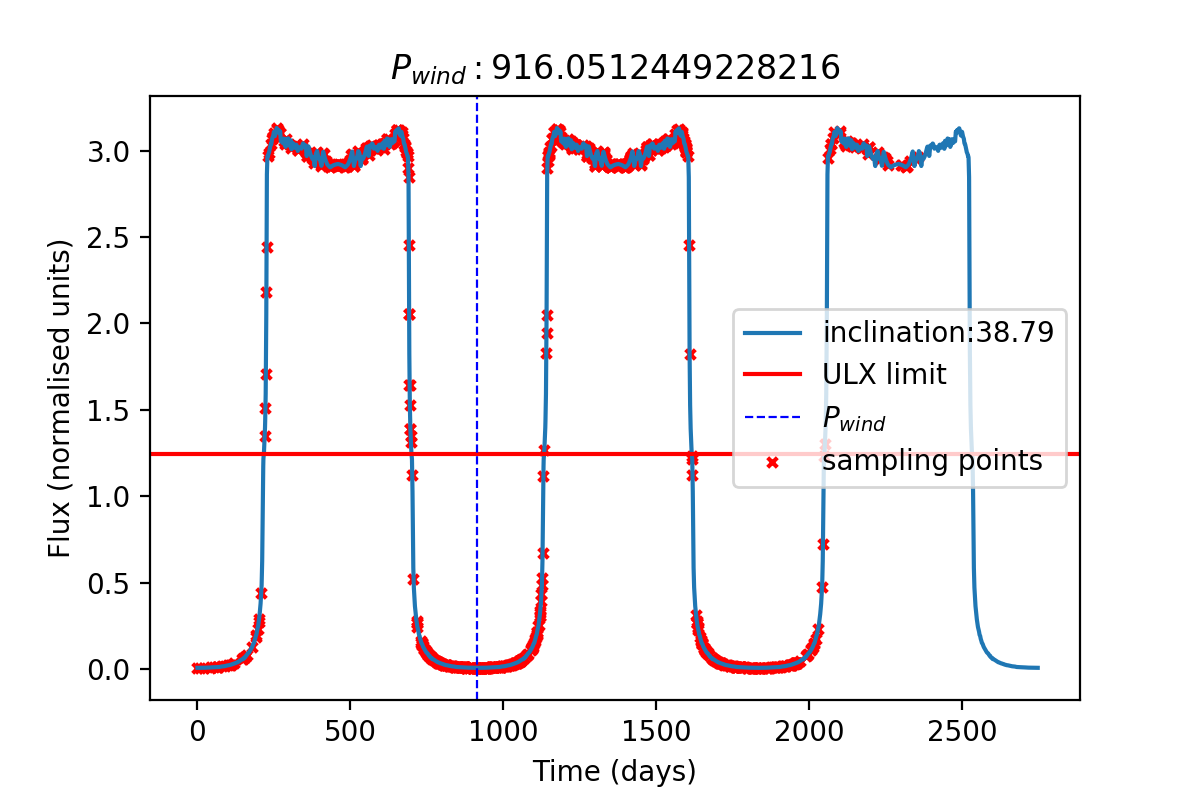 P_wind : 916.0512449228216
Flux (normalised units)
3.0
2.5
2.0
1.5
1.0
0.5
0.0
inclination:38.79
ULX limit
P_wind
sampling points
0 500 1000 1500 2000 2500
Time (days)